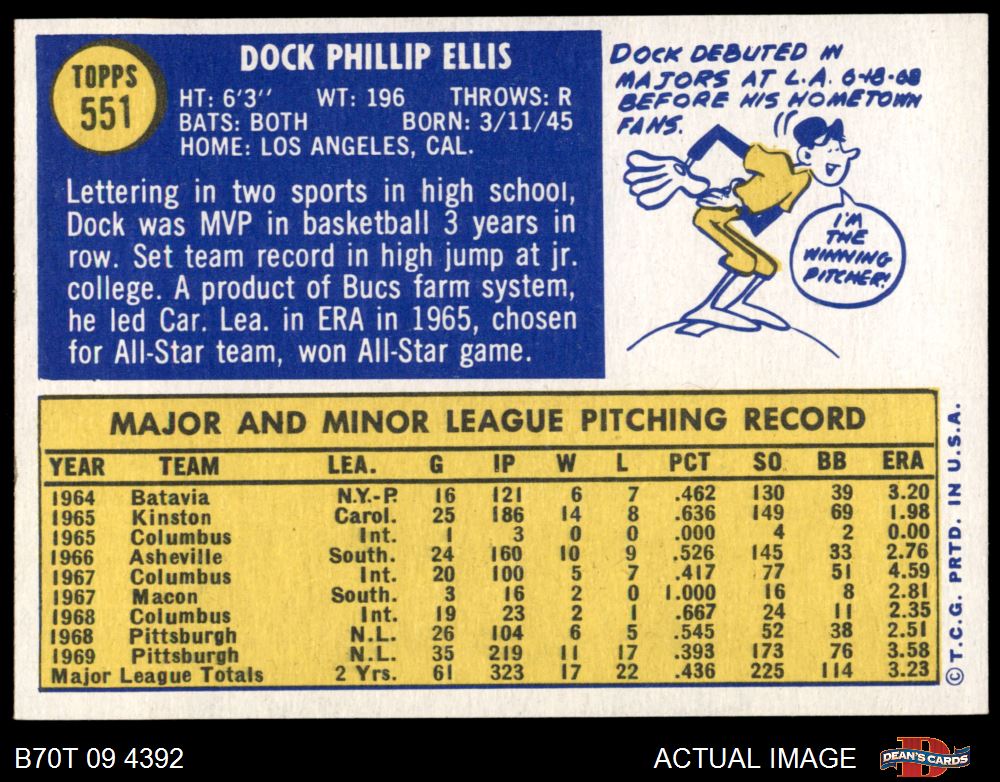 TOPPS
551
DOCK PHILLIP ELLIS
HT: 6'3" WT: 196 THROWS: R
BATS: BOTH BORN: 3/11/45
HOME: LOS ANGELES, CAL.
Lettering in two sports in high school,
Dock was MVP in basketball 3 years in
row. Set team record in high jump at jr.
college. A product of Bucs farm system,
he led Car. Lea. in ERA in 1965, chosen
for All-Star team, won All-Star game.
DOCK DEBUTED IN
MAJORS AT L.A. 6-18-68
BEFORE HIS HOMETOWN
FANS.
I'M
THE
WINNING
PITCHER!
MAJOR AND MINOR LEAGUE PITCHING RECORD
YEAR TEAM LEA. G IP W L PCT SO BB ERA
1964 Batavia N.Y.-P. 16 121 6 7 .462 130 39 3.20
1965 Kinston Carol. 25 186 14 8 .636 149 69 1.98
1965 Columbus Int. 1 3 0 0 .000 4 2 0.00
1966 Asheville South. 24 160 10 9 .526 145 33 2.76
1967 Columbus Int. 20 100 5 7 .417 77 51 4.59
1967 Macon South. 3 16 2 0 1.000 16 8 2.81
1968 Columbus Int. 19 23 2 1 .667 24 11 2.35
1968 Pittsburgh N.L. 26 104 6 5 .545 52 38 2.51
1969 Pittsburgh N.L. 35 219 11 17 .393 173 76 3.58
Major League Totals 2 Yrs. 61 323 17 22 .436 225 114 3.23
© T.C.G. PRTD. IN U.S.A.
B70T 09 4392
ACTUAL IMAGE
D
DEAN'S CARDS